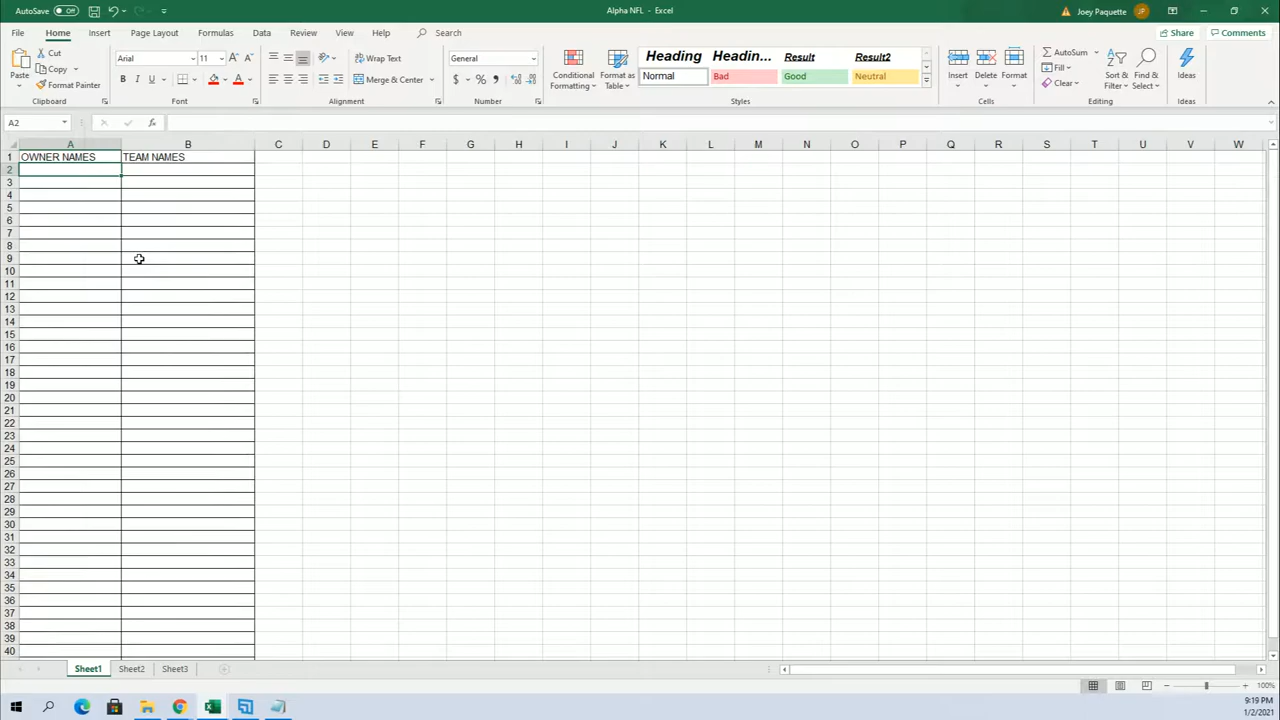 AutoSave Off
Alpha NFL - Excel
Joey Paquette JP
File Home Insert Page Layout Formulas Data Review View Help Search
Share Comments
Paste
Cut
Copy
Format Painter
Clipboard
Arial 11
B I U
Font
Wrap Text
Merge & Center
Alignment
General
$ % ,
Number
Conditional
Formatting
Format as
Table
Heading Headin... Result Result2
Normal Bad Good Neutral
Styles
Insert Delete Format
Cells
AutoSum
Fill
Clear
Sort &
Filter
Find &
Select
Editing
Ideas
Ideas
A2
fx
A B C D E F G H I J K L M N O P Q R S T U V W
1 OWNER NAMES TEAM NAMES
2
3
4
5
6
7
8
9
10
11
12
13
14
15
16
17
18
19
20
21
22
23
24
25
26
27
28
29
30
31
32
33
34
35
36
37
38
39
40
Sheet1 Sheet2 Sheet3
100%
9:19 PM
1/2/2021